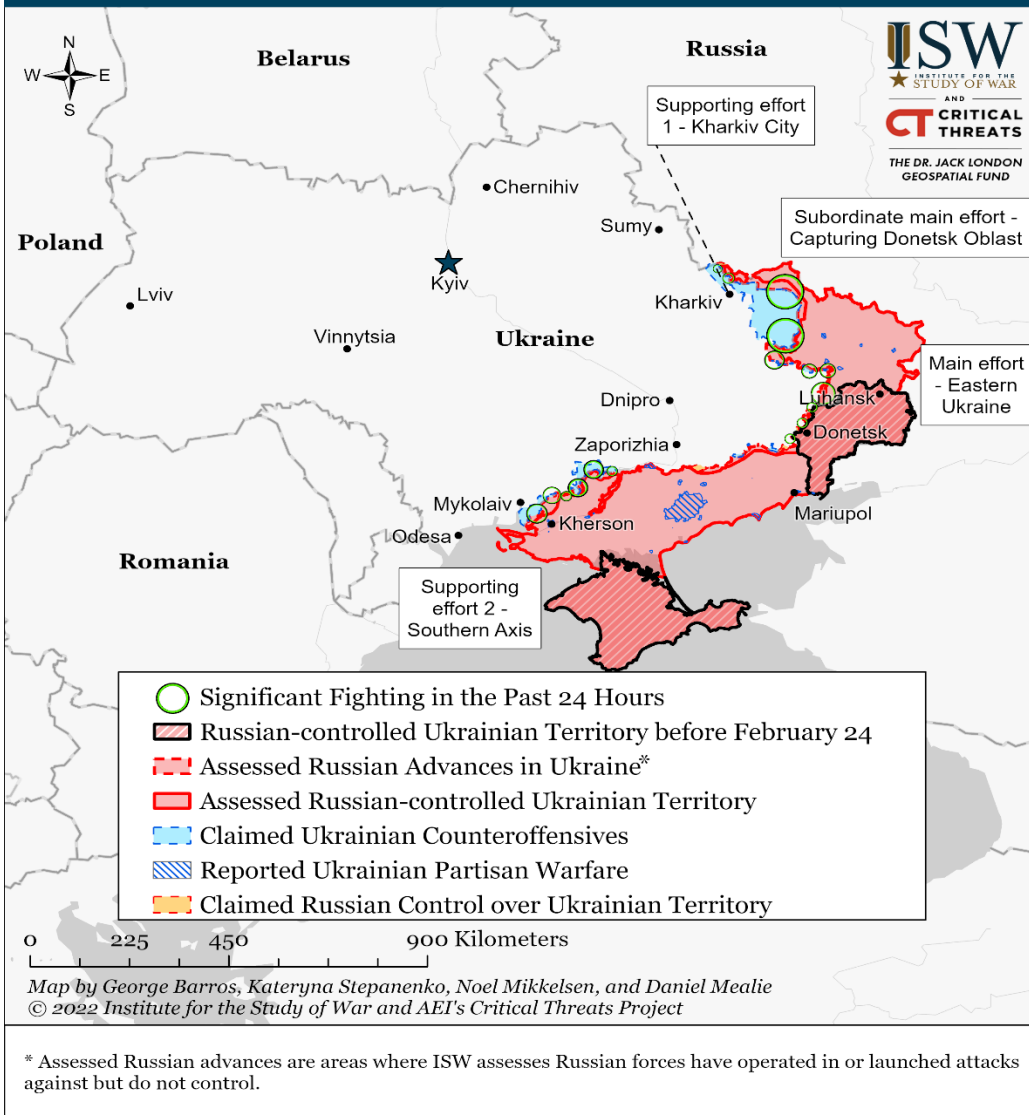 N
W E
S
Belarus
Russia
ISW
INSTITUTE FOR THE
STUDY OF WAR
AND
CT CRITICAL
THREATS
THE DR. JACK LONDON
GEOSPATIAL FUND
Supporting effort
1 - Kharkiv City
Chernihiv
Sumy
Subordinate main effort -
Capturing Donetsk Oblast
Poland
Kyiv
Lviv
Kharkiv
Vinnytsia
Ukraine
Main effort
- Eastern
Ukraine
Dnipro
Luhansk
Zaporizhia
Donetsk
Mykolaiv
Mariupol
Kherson
Odesa
Romania
Supporting
effort 2 -
Southern Axis
Significant Fighting in the Past 24 Hours
Russian-controlled Ukrainian Territory before February 24
Assessed Russian Advances in Ukraine*
Assessed Russian-controlled Ukrainian Territory
Claimed Ukrainian Counteroffensives
Reported Ukrainian Partisan Warfare
Claimed Russian Control over Ukrainian Territory
0 225 450 900 Kilometers
Map by George Barros, Kateryna Stepanenko, Noel Mikkelsen, and Daniel Mealie
© 2022 Institute for the Study of War and AEI's Critical Threats Project
* Assessed Russian advances are areas where ISW assesses Russian forces have operated in or launched attacks
against but do not control.